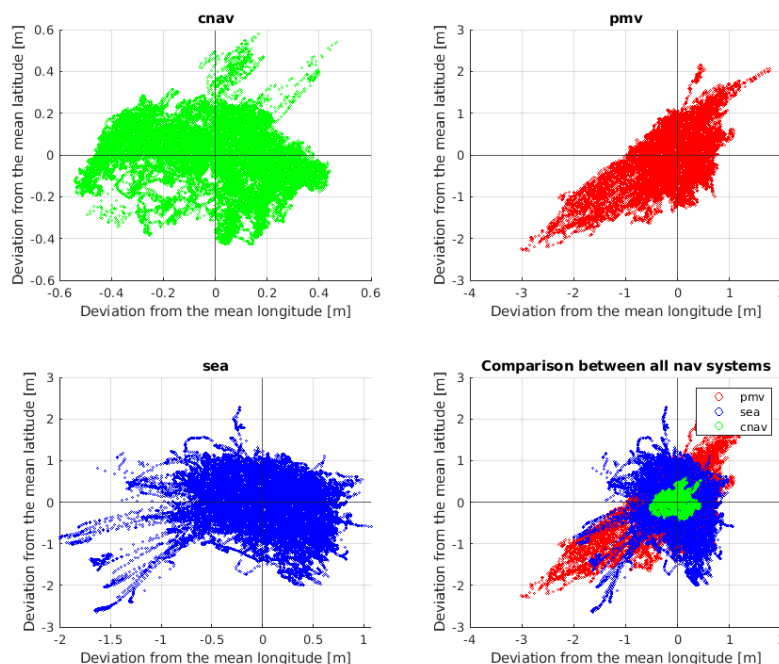 cnav
Deviation from the mean latitude [m]
0.6
0.4
0.2
0
-0.2
-0.4
-0.6
-0.6 -0.4 -0.2 0 0.2 0.4 0.6
Deviation from the mean longitude [m]
pmv
Deviation from the mean latitude [m]
3
2
1
0
-1
-2
3
-4 -3 -2 -1 0 1
Deviation from the mean longitude [m]
sea
Deviation from the mean latitude [m]
3
2
1
0
-1
-2
-3
-2 -1.5 -1 -0.5 0 0.5 1
Deviation from the mean longitude [m]
Comparison between all nav systems
Deviation from the mean latitude [m]
3
2
1
0
-1
-2
-3
-4 -3 -2 -1 0 1
Deviation from the mean longitude [m]
pmv
sea
cnav